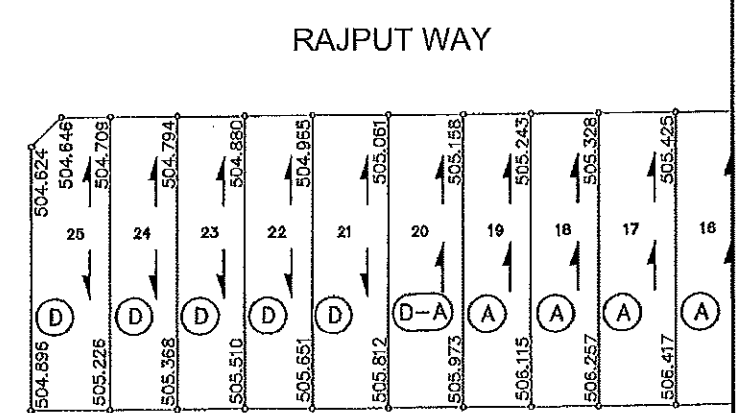 RAJPUT WAY
504.624
504.646
504.709
504.794
504.880
504.965
505.061
505.158
505.243
505.328
505.425
25
24
23
22
21
20
19
18
17
16
D
D
D
D
D
D-A
A
A
A
A
504.896
505.226
505.368
505.510
505.651
505.812
505.973
506.115
506.257
506.417